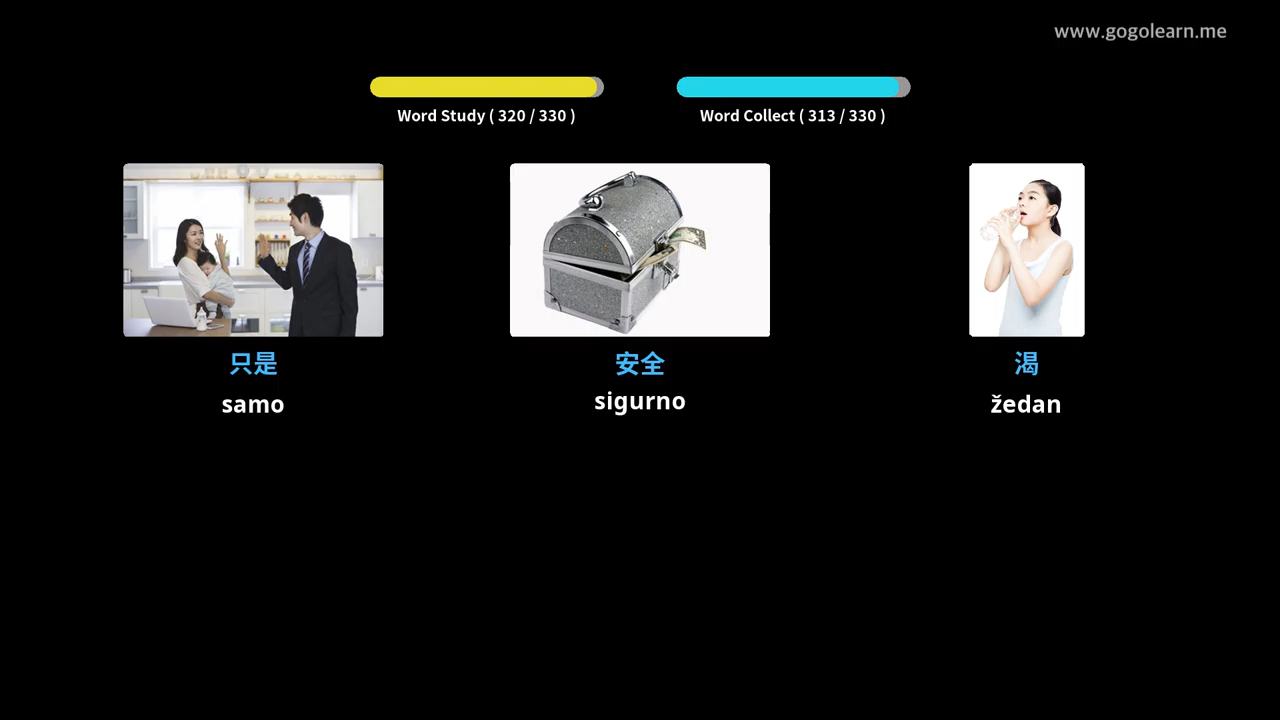 www.gogolearn.me
Word Study ( 320 / 330 )
Word Collect ( 313 / 330 )
只是
安全
渴
samo
sigurno
žedan